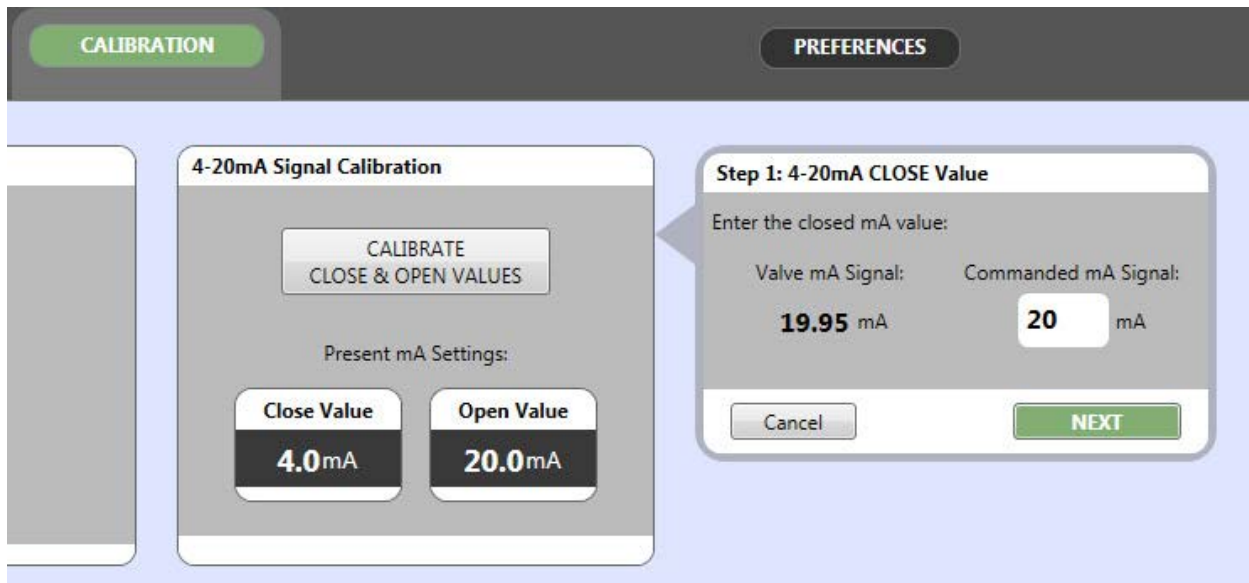 CALIBRATION
PREFERENCES
4-20mA Signal Calibration
CALIBRATE
CLOSE & OPEN VALUES
Present mA Settings:
Close Value
Open Value
4.0mA
20.0mA
Step 1: 4-20mA CLOSE Value
Enter the closed mA value:
Valve mA Signal:
Commanded mA Signal:
19.95 mA
20 mA
Cancel
NEXT